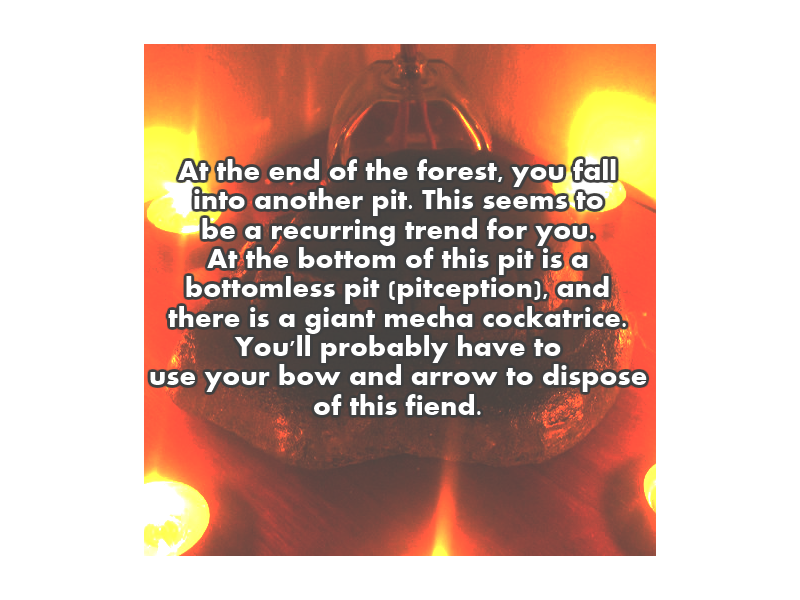 At the end of the forest, you fall
into another pit. This seems to
be a recurring trend for you.
At the bottom of this pit is a
bottomless pit (pitception), and
there is a giant mecha cockatrice.
You'll probably have to
use your bow and arrow to dispose
of this fiend.